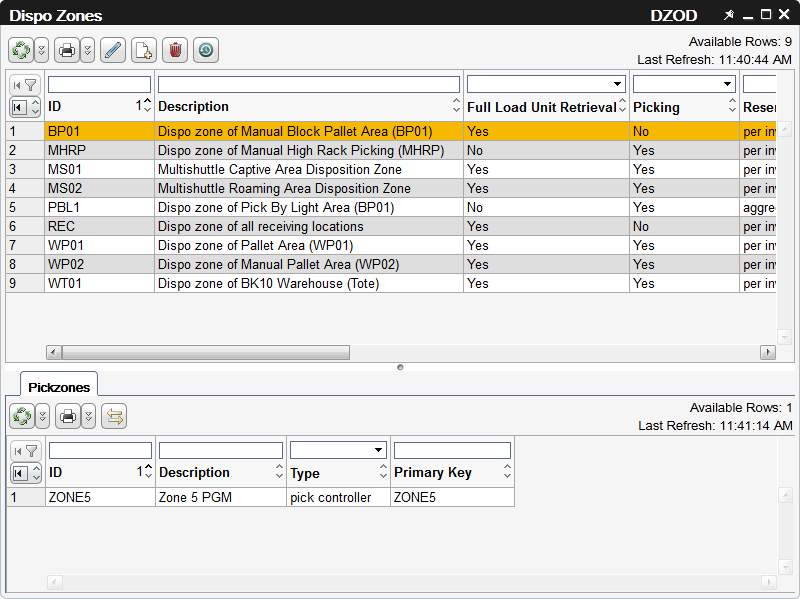 Dispo Zones DZOD
Available Rows: 9
Last Refresh: 11:40:44 AM
ID 1 Description Full Load Unit Retrieval Picking Reser
1 BP01 Dispo zone of Manual Block Pallet Area (BP01) Yes No per inv
2 MHRP Dispo zone of Manual High Rack Picking (MHRP) No Yes per inv
3 MS01 Multishuttle Captive Area Disposition Zone Yes Yes per inv
4 MS02 Multishuttle Roaming Area Disposition Zone Yes Yes per inv
5 PBL1 Dispo zone of Pick By Light Area (BP01) No Yes aggre
6 REC Dispo zone of all receiving locations Yes No per inv
7 WP01 Dispo zone of Pallet Area (WP01) Yes Yes per inv
8 WP02 Dispo zone of Manual Pallet Area (WP02) Yes Yes per inv
9 WT01 Dispo zone of BK10 Warehouse (Tote) Yes Yes per inv
Pickzones
Available Rows: 1
Last Refresh: 11:41:14 AM
ID 1 Description Type Primary Key
1 ZONE5 Zone 5 PGM pick controller ZONE5